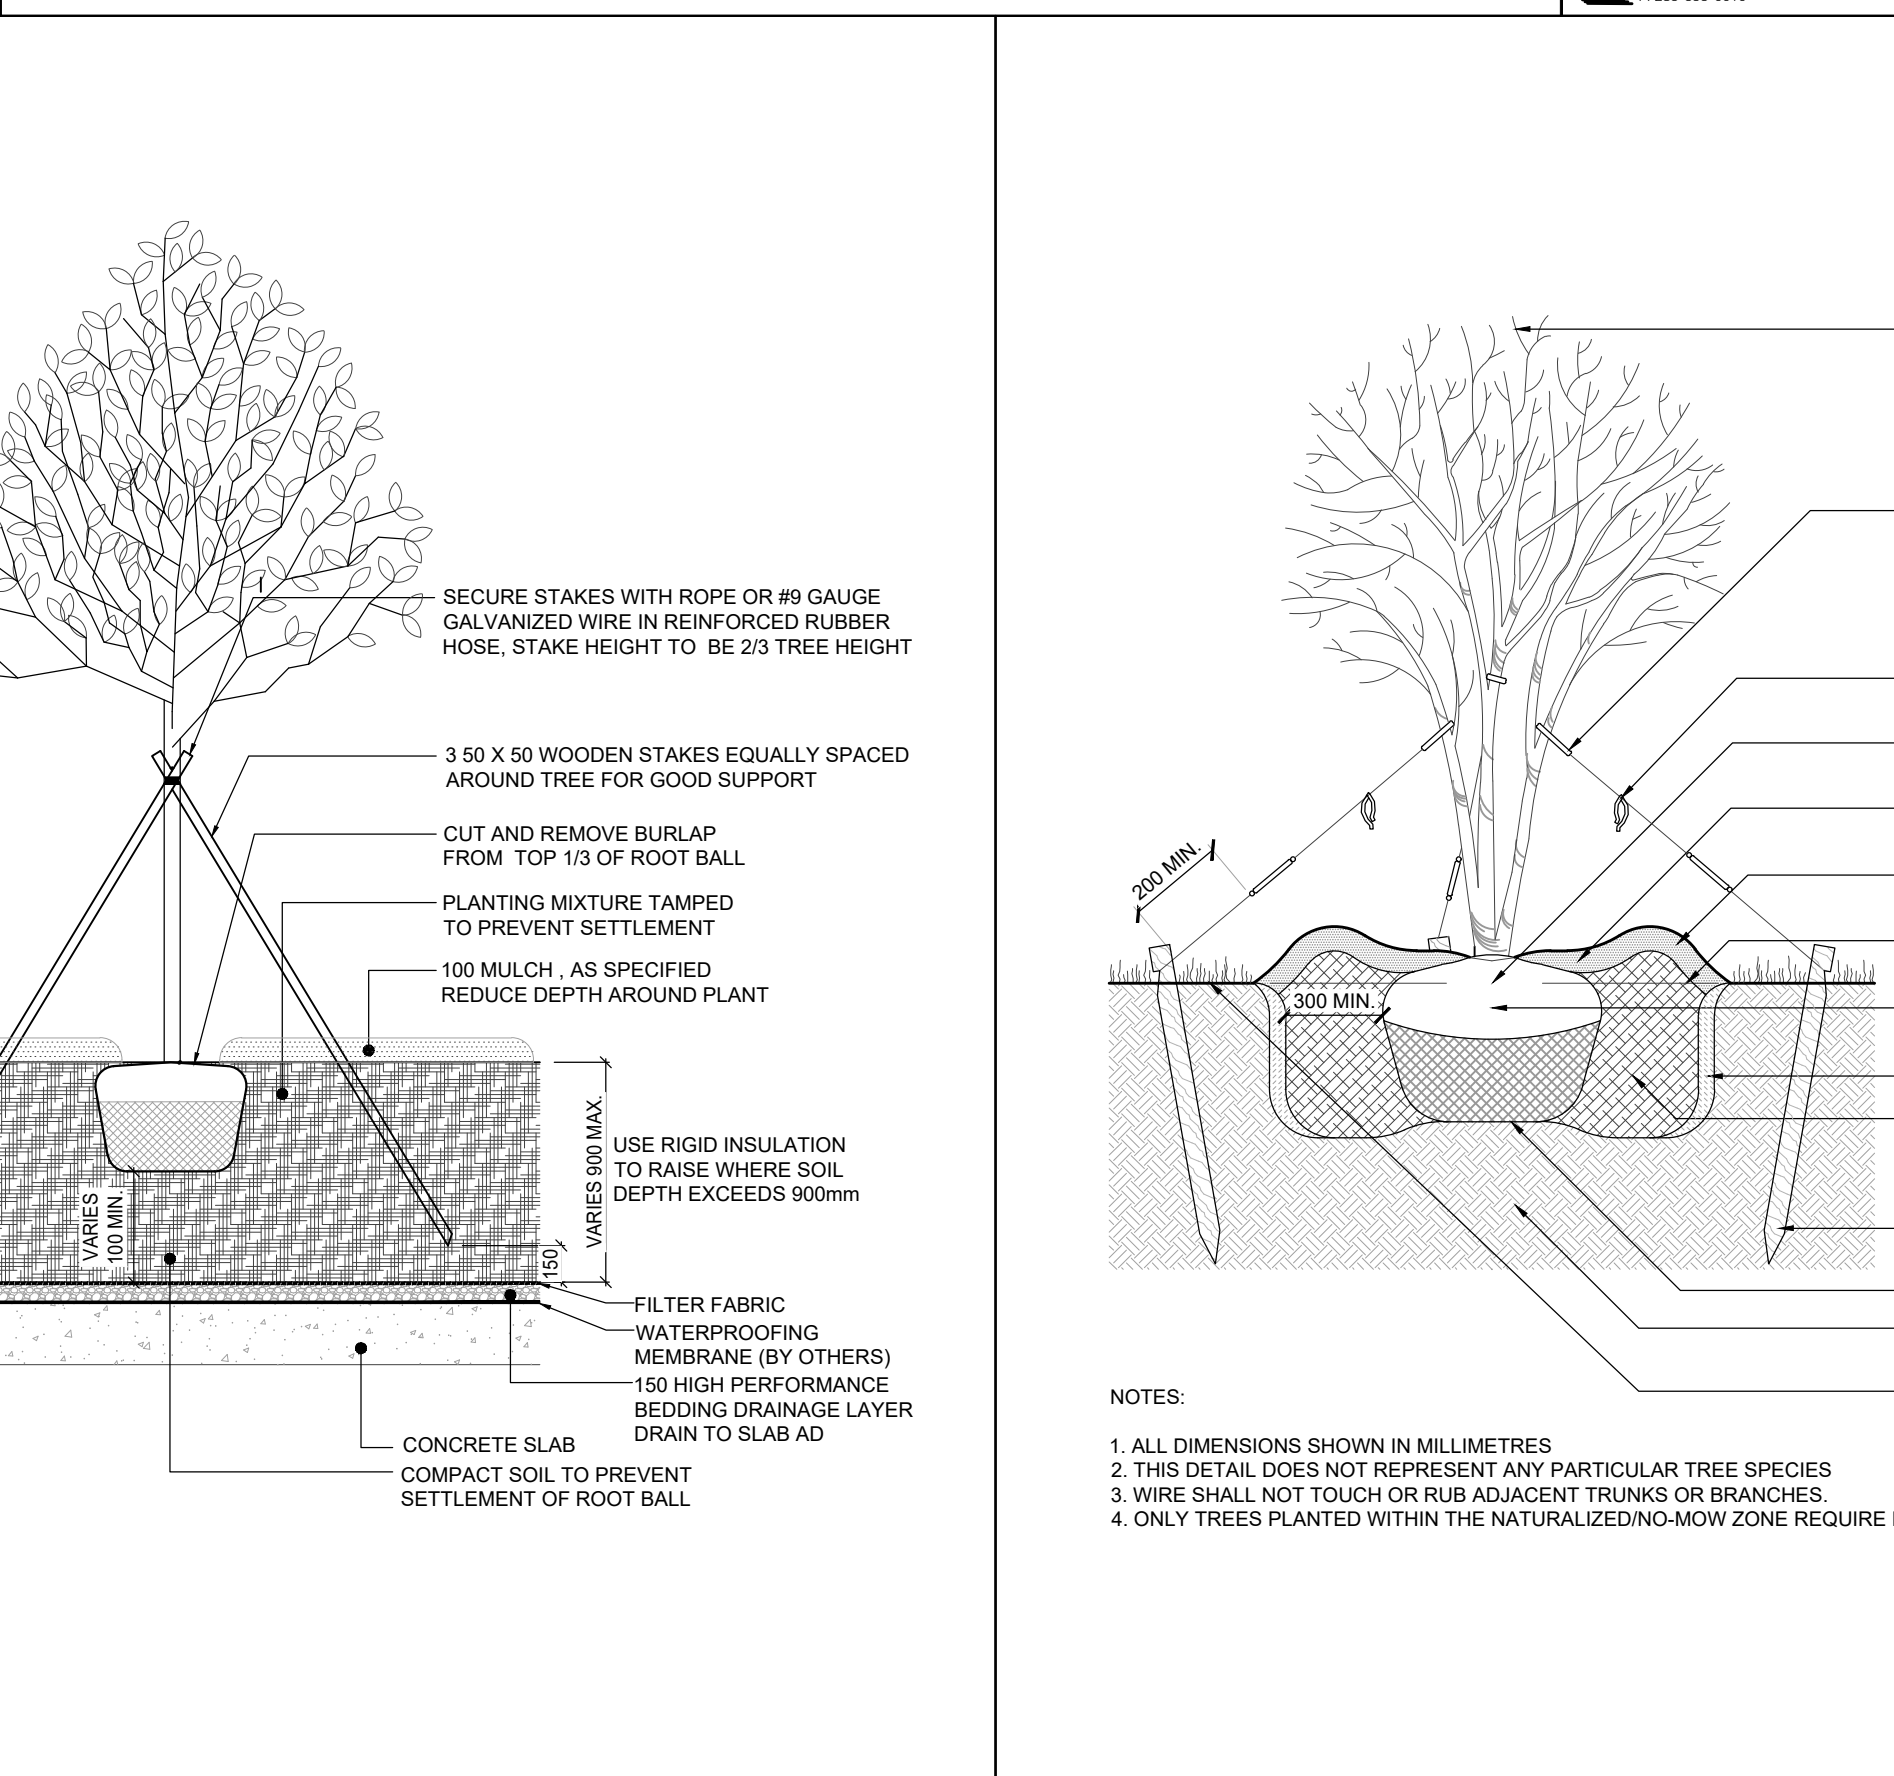 SECURE STAKES WITH ROPE OR #9 GAUGE
GALVANIZED WIRE IN REINFORCED RUBBER
HOSE, STAKE HEIGHT TO BE 2/3 TREE HEIGHT
3 50 X 50 WOODEN STAKES EQUALLY SPACED
AROUND TREE FOR GOOD SUPPORT
CUT AND REMOVE BURLAP
FROM TOP 1/3 OF ROOT BALL
PLANTING MIXTURE TAMPED
TO PREVENT SETTLEMENT
100 MULCH , AS SPECIFIED
REDUCE DEPTH AROUND PLANT
VARIES 900 MAX.
USE RIGID INSULATION
TO RAISE WHERE SOIL
DEPTH EXCEEDS 900mm
VARIES
100 MIN.
150
FILTER FABRIC
WATERPROOFING
MEMBRANE (BY OTHERS)
150 HIGH PERFORMANCE
BEDDING DRAINAGE LAYER
DRAIN TO SLAB AD
CONCRETE SLAB
COMPACT SOIL TO PREVENT
SETTLEMENT OF ROOT BALL
200 MIN.
300 MIN.
NOTES:
1. ALL DIMENSIONS SHOWN IN MILLIMETRES
2. THIS DETAIL DOES NOT REPRESENT ANY PARTICULAR TREE SPECIES
3. WIRE SHALL NOT TOUCH OR RUB ADJACENT TRUNKS OR BRANCHES.
4. ONLY TREES PLANTED WITHIN THE NATURALIZED/NO-MOW ZONE REQUIRE